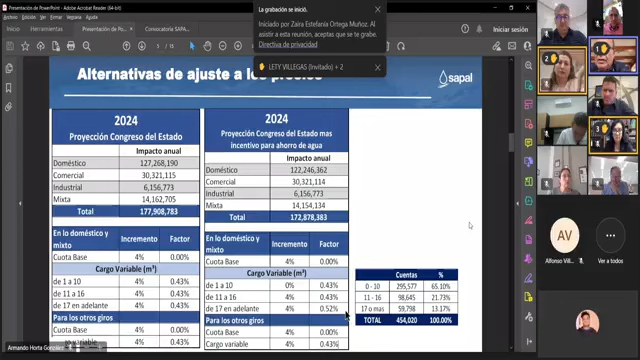 Presentación de PowerPoint.pdf - Adobe Acrobat Reader (64-bit)
Archivo Edición Ver Firmar Ventana Ayuda
Inicio Herramientas Presentación de P... Convocatoria SAPA...
Iniciar sesión
La grabación se inició.
Iniciado por Zaira Estefanía Ortega Muñoz. Al
asistir a esta reunión, aceptas que se te grabe.
Directiva de privacidad
LETY VILLEGAS (Invitado) + 2
Alternativas de ajuste a los precios
sapal
2024
Proyección Congreso del Estado
Impacto anual
Doméstico 127,268,190
Comercial 30,321,115
Industrial 6,156,773
Mixta 14,162,705
Total 177,908,783
En lo doméstico y mixto Incremento Factor
Cuota Base 4% 0.00%
Cargo Variable (m³)
de 1 a 10 4% 0.43%
de 11 a 16 4% 0.43%
de 17 en adelante 4% 0.43%
Para los otros giros
Cuota Base 4% 0.00%
variable 4% 0.43%
2024
Proyección Congreso del Estado mas
Incentivo para ahorro de agua
Impacto anual
Doméstico 122,246,362
Comercial 30,321,114
Industrial 6,156,773
Mixta 14,154,134
Total 172,878,383
En lo doméstico y mixto Incremento Factor
Cuota Base 4% 0.00%
Cargo Variable (m³)
de 1 a 10 0% 0.43%
de 11 a 16 4% 0.43%
de 17 en adelante 4% 0.52%
Para los otros giros
Cuota Base 4% 0.00%
Cargo variable 4% 0.43%
Cuentas %
0 - 10 295,577 65.10%
11 - 16 98,645 21.73%
17 o mas 59,798 13.17%
TOTAL 454,020 100.00%
2
1
3
AV
Alfonso Vill...
Ver a todos
Armando Horta González